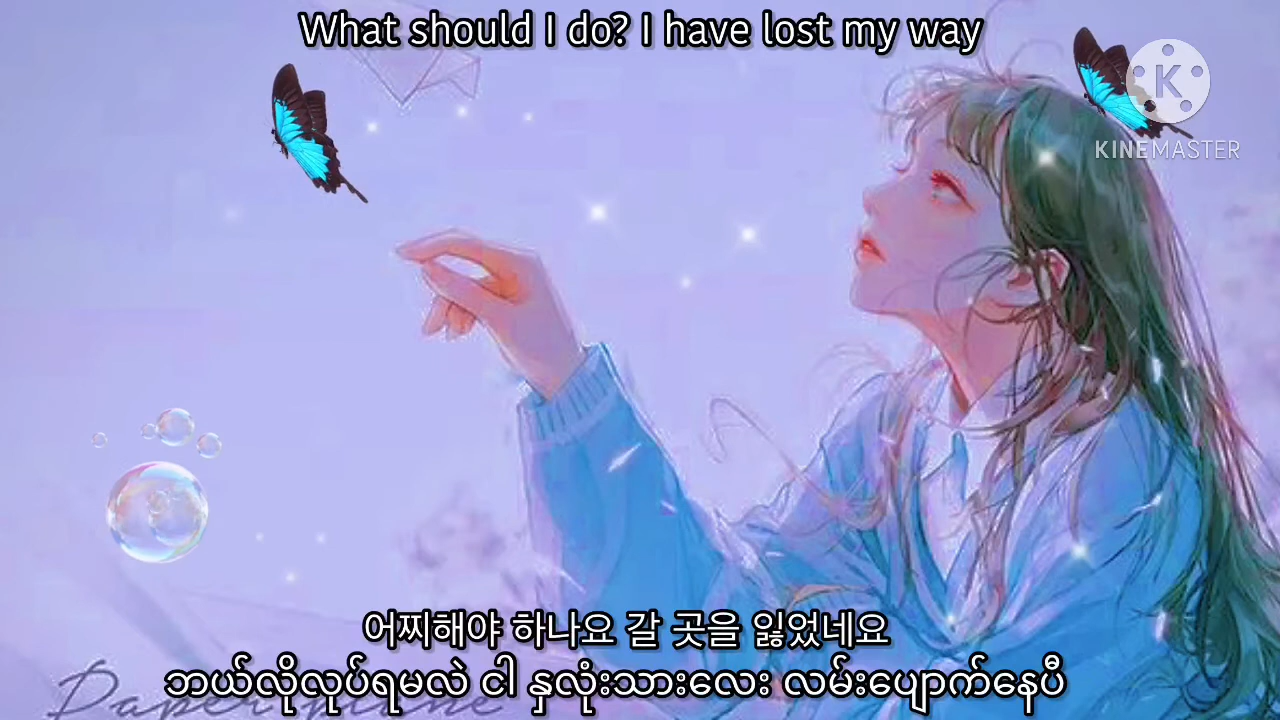 What should I do? I have lost my way
K
KINEMASTER
어찌해야 하나요 갈 곳을 잃었네요
ဘယ်လိုလုပ်ရမလဲ ငါ နှလုံးသားလေး လမ်းပျောက်နေပီ
Paper plane